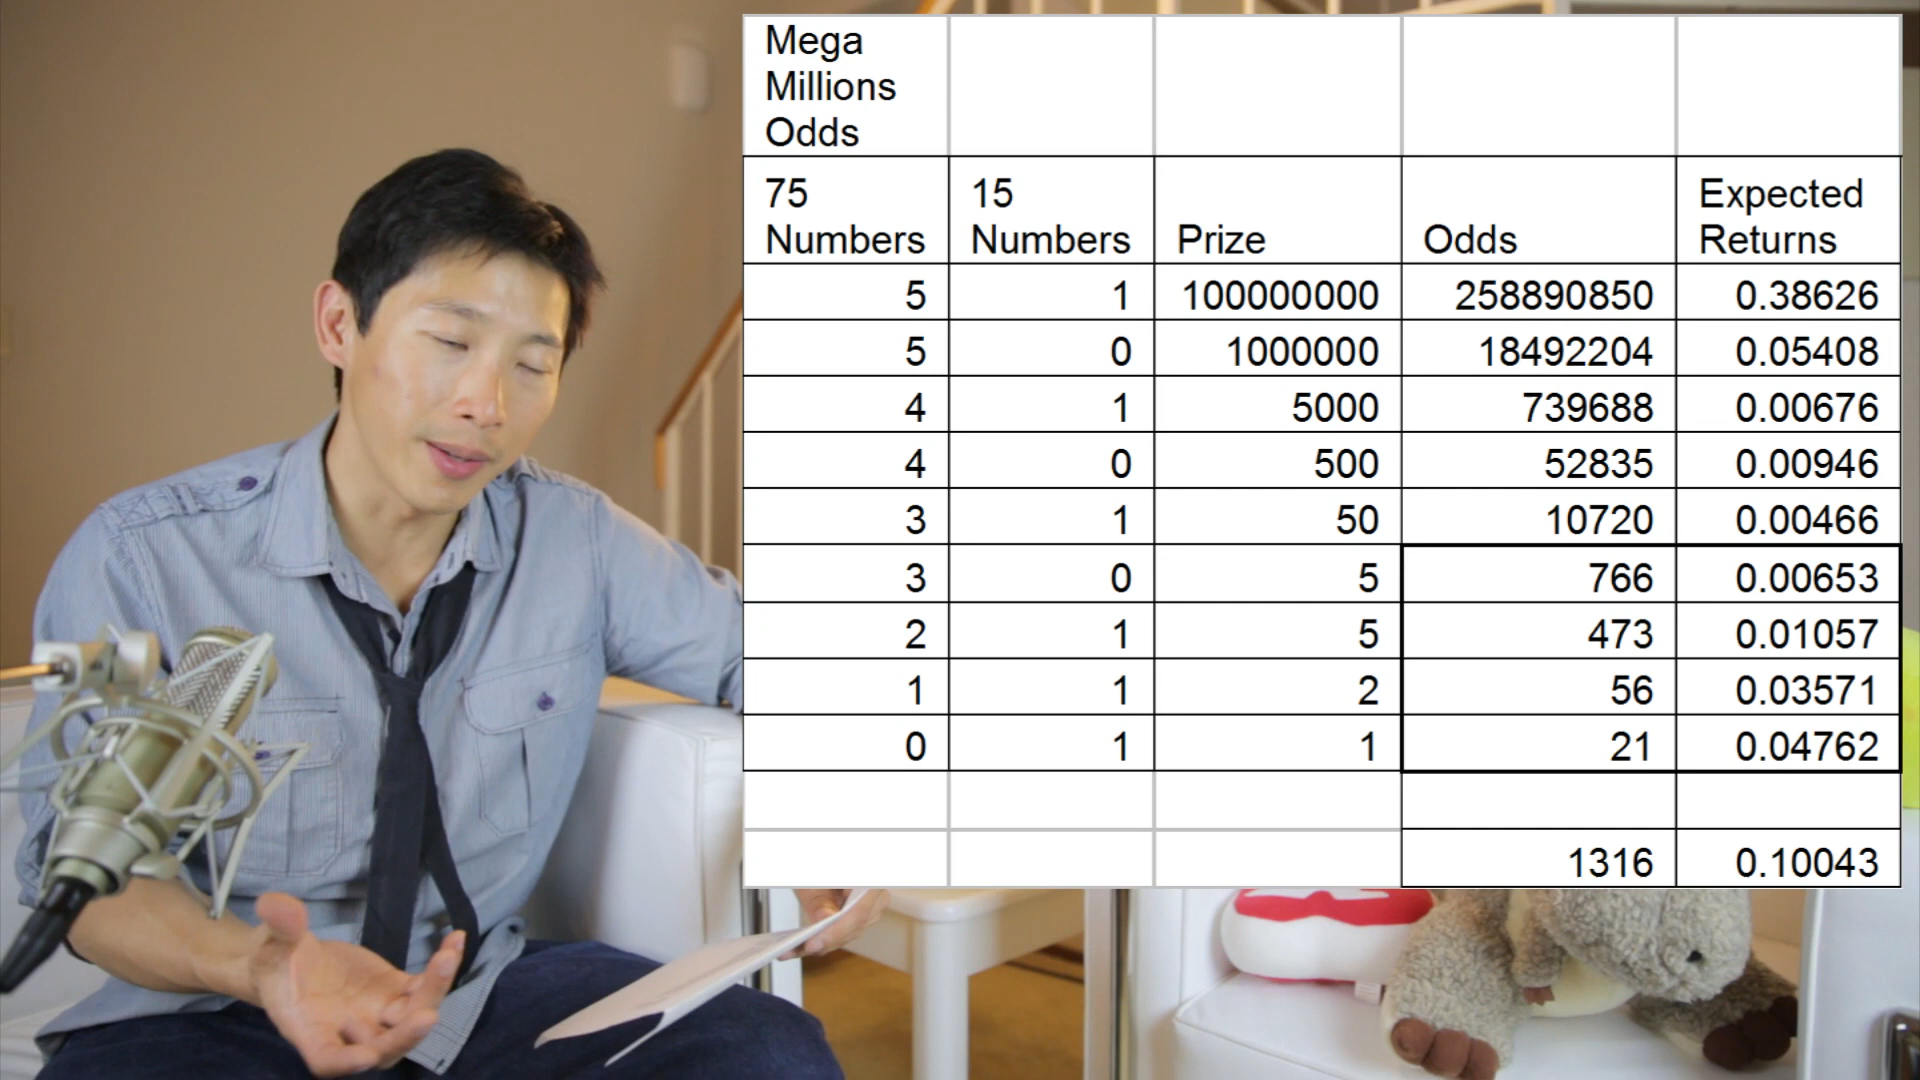 Mega
Millions
Odds
75 15 Expected
Numbers Numbers Prize Odds Returns
5 1 100000000 258890850 0.38626
5 0 1000000 18492204 0.05408
4 1 5000 739688 0.00676
4 0 500 52835 0.00946
3 1 50 10720 0.00466
3 0 5 766 0.00653
2 1 5 473 0.01057
1 1 2 56 0.03571
0 1 1 21 0.04762
1316 0.10043